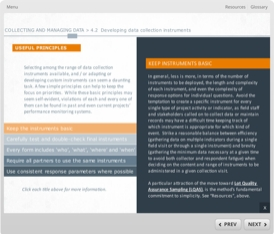 Menu
Resources Glossary
COLLECTING AND MANAGING DATA > 4.2 Developing data collection instruments
USEFUL PRINCIPLES
Selecting among the range of data collection
instruments available, and / or adapting or
developing custom instruments can seem a daunting
task. A few simple principles can help to keep the
focus on priorities. While these basic principles may
seem self-evident, violations of each and every one of
them can be found in past and even current projects'
performance monitoring systems.
Keep the instruments basic
Carefully test and double-check final instruments
Every form includes 'who', 'what', 'where' and 'when'
Require all partners to use the same instruments
Use consistent response parameters where possible
Click each title above for more information.
KEEP INSTRUMENTS BASIC
In general, less is more, in terms of the number of
instruments to be deployed, the length and complexity
of each instrument, and even the complexity of
response options for individual questions. Avoid the
temptation to create a specific instrument for every
single type of project activity or indicator, as field staff
and stakeholders called on to collect data or maintain
records may have a difficult time keeping track of
which instrument is appropriate for which kind of
event. Strike a reasonable balance between efficiency
(gathering data on multiple indicators during a single
field visit or through a single instrument) and brevity
(gathering the minimum data necessary at a given time
to avoid both collector and respondent fatigue) when
deciding on the content and range of instruments to be
administered in a given collection visit.
A particular attraction of the more based Lot Quality
Assurance Sampling (LQAS), is the method's fundamental
commitment to simplicity. See "Resources", above.
x
< PREV NEXT >